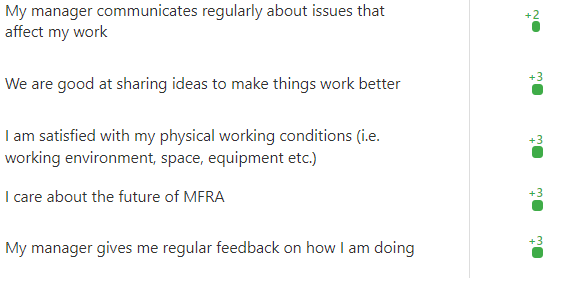 My manager communicates regularly about issues that
affect my work
+2
We are good at sharing ideas to make things work better
+3
I am satisfied with my physical working conditions (i.e.
working environment, space, equipment etc.)
+3
I care about the future of MFRA
+3
My manager gives me regular feedback on how I am doing
+3